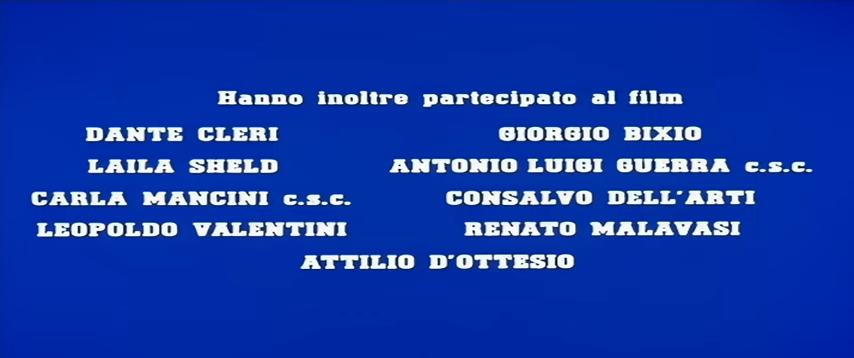 Hanno inoltre partecipato al film
DANTE CLERI GIORGIO BIXIO
LAILA SHELD ANTONIO LUIGI GUERRA c.s.c.
CARLA MANCINI c.s.c. CONSALVO DELL'ARTI
LEOPOLDO VALENTINI RENATO MALAVASI
ATTILIO D'OTTESIO